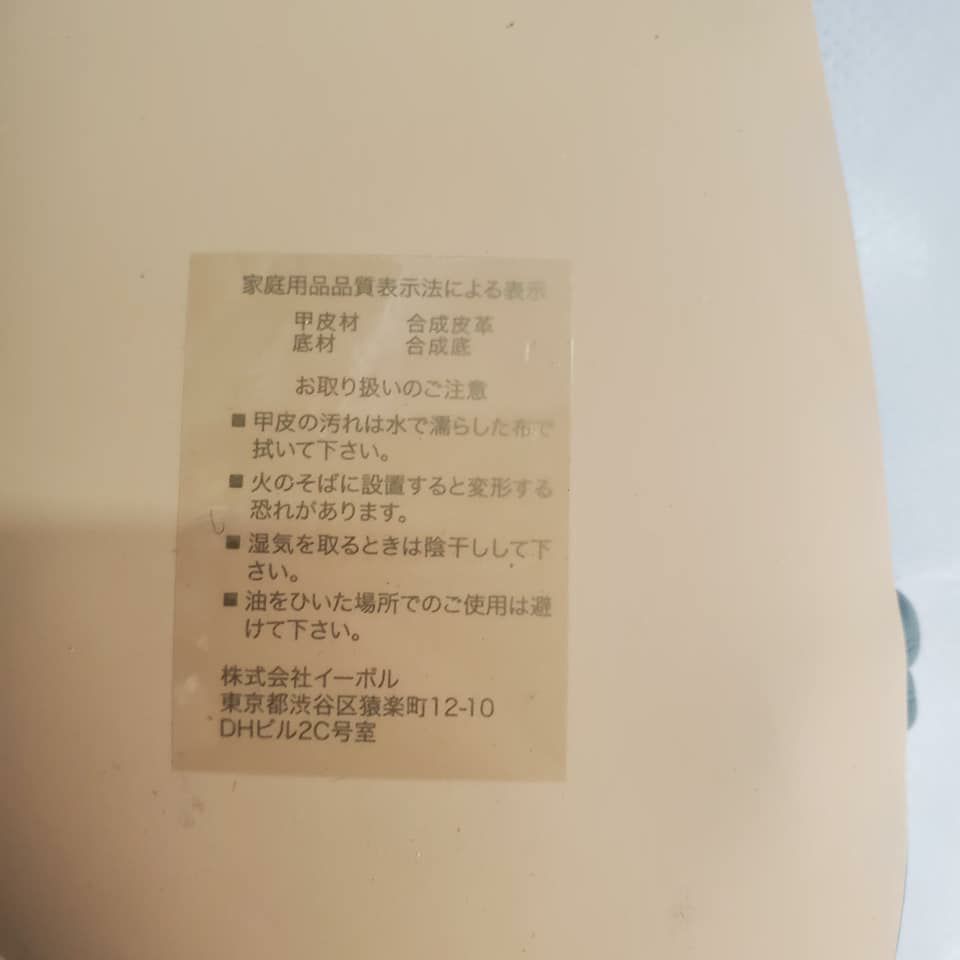 家庭用品品質表示法による表示
甲皮材 合成皮革
底材 合成底
お取り扱いのご注意
■ 甲皮の汚れは水で濡らした布で
拭いて下さい。
■ 火のそばに設置すると変形する
恐れがあります。
■ 湿気を取るときは陰干しして下
さい。
■ 油をひいた場所でのご使用は避
けて下さい。
株式会社イーボル
東京都渋谷区猿楽町12-10
DHビル2C号室